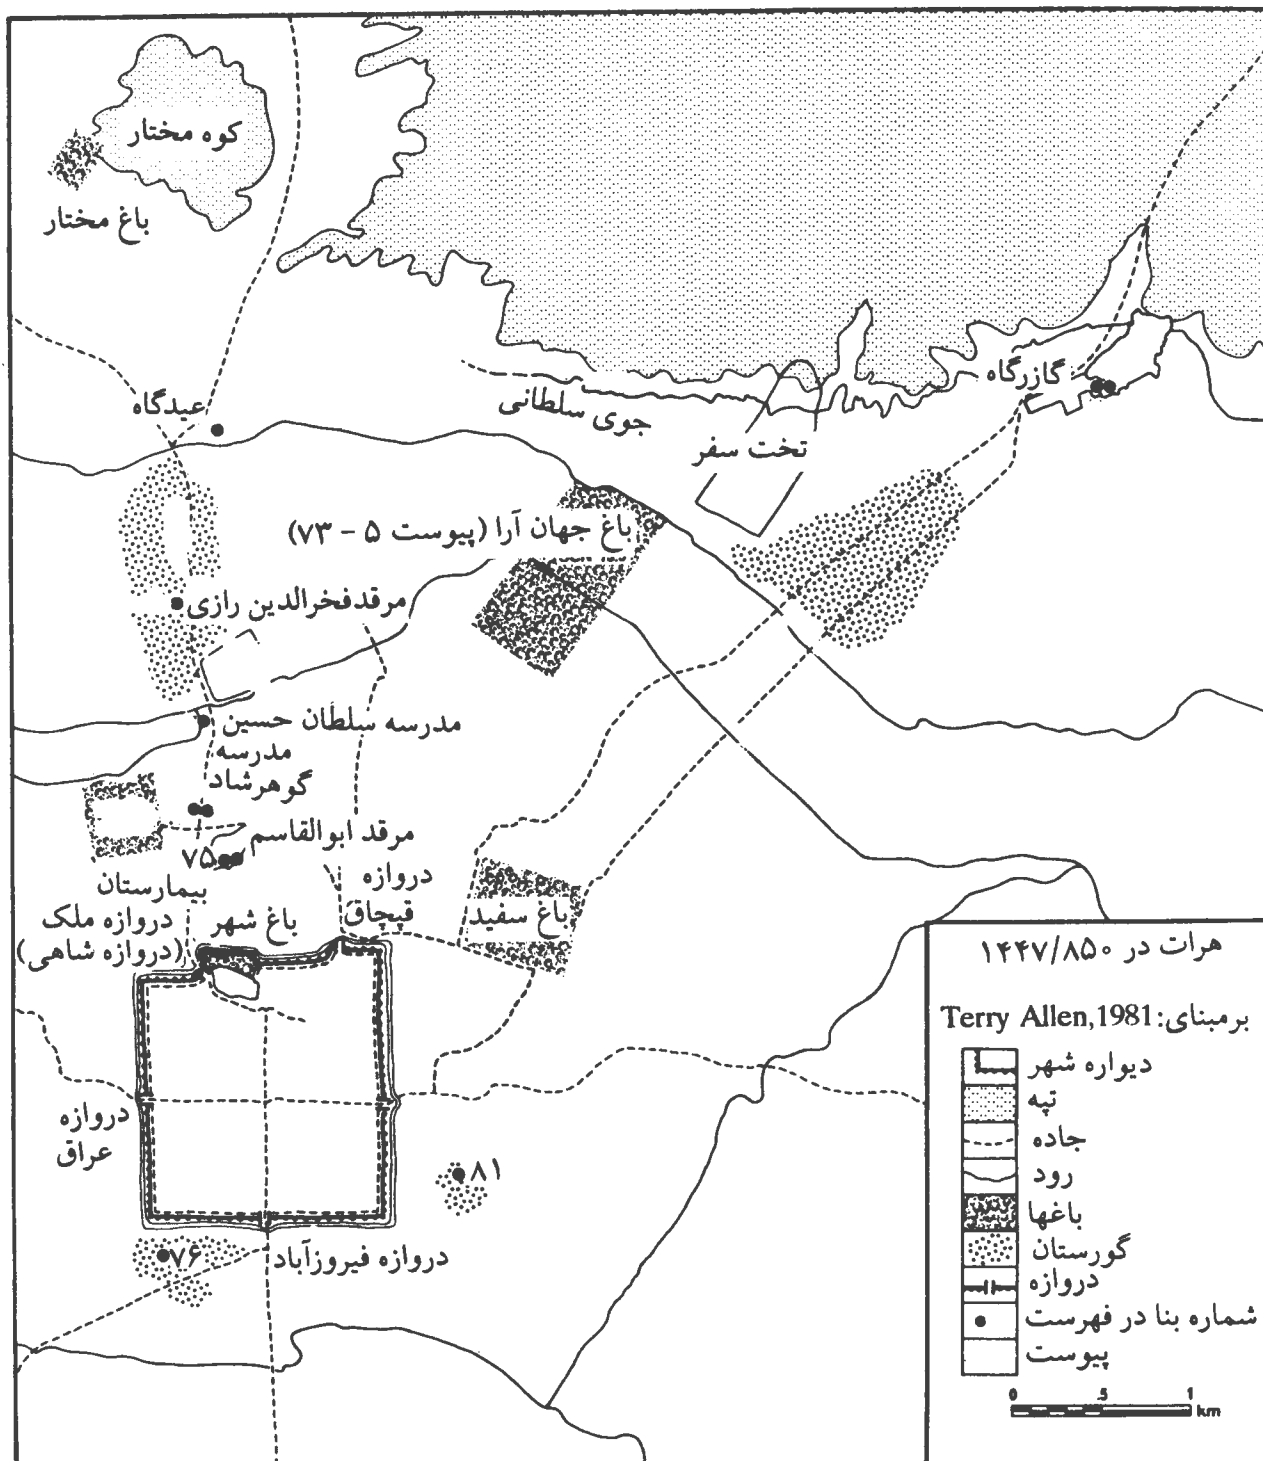 کوه مختار
باغ مختار
عیدگاه
جوی سلطانی
گازرگاه
تخت سفر
باغ جهان آرا (پیوست ۵ - ۷۳)
مرقدفخرالدین رازی
مدرسه سلطان حسین
مدرسه
گوهرشاد
مرقد ابوالقاسم
۷۵
بیمارستان
دروازه ملک
(دروازه شاهی)
باغ شهر
دروازه
قپچاق
باغ سفید
دروازه
عراق
۸۱
۷۶
دروازه فیروزآباد
هرات در ۱۴۴۷/۸۵۰
برمبنای:Terry Allen,1981
دیواره شهر
تپه
جاده
رود
باغها
گورستان
دروازه
شماره بنا در فهرست
پیوست
0 .5 1
km